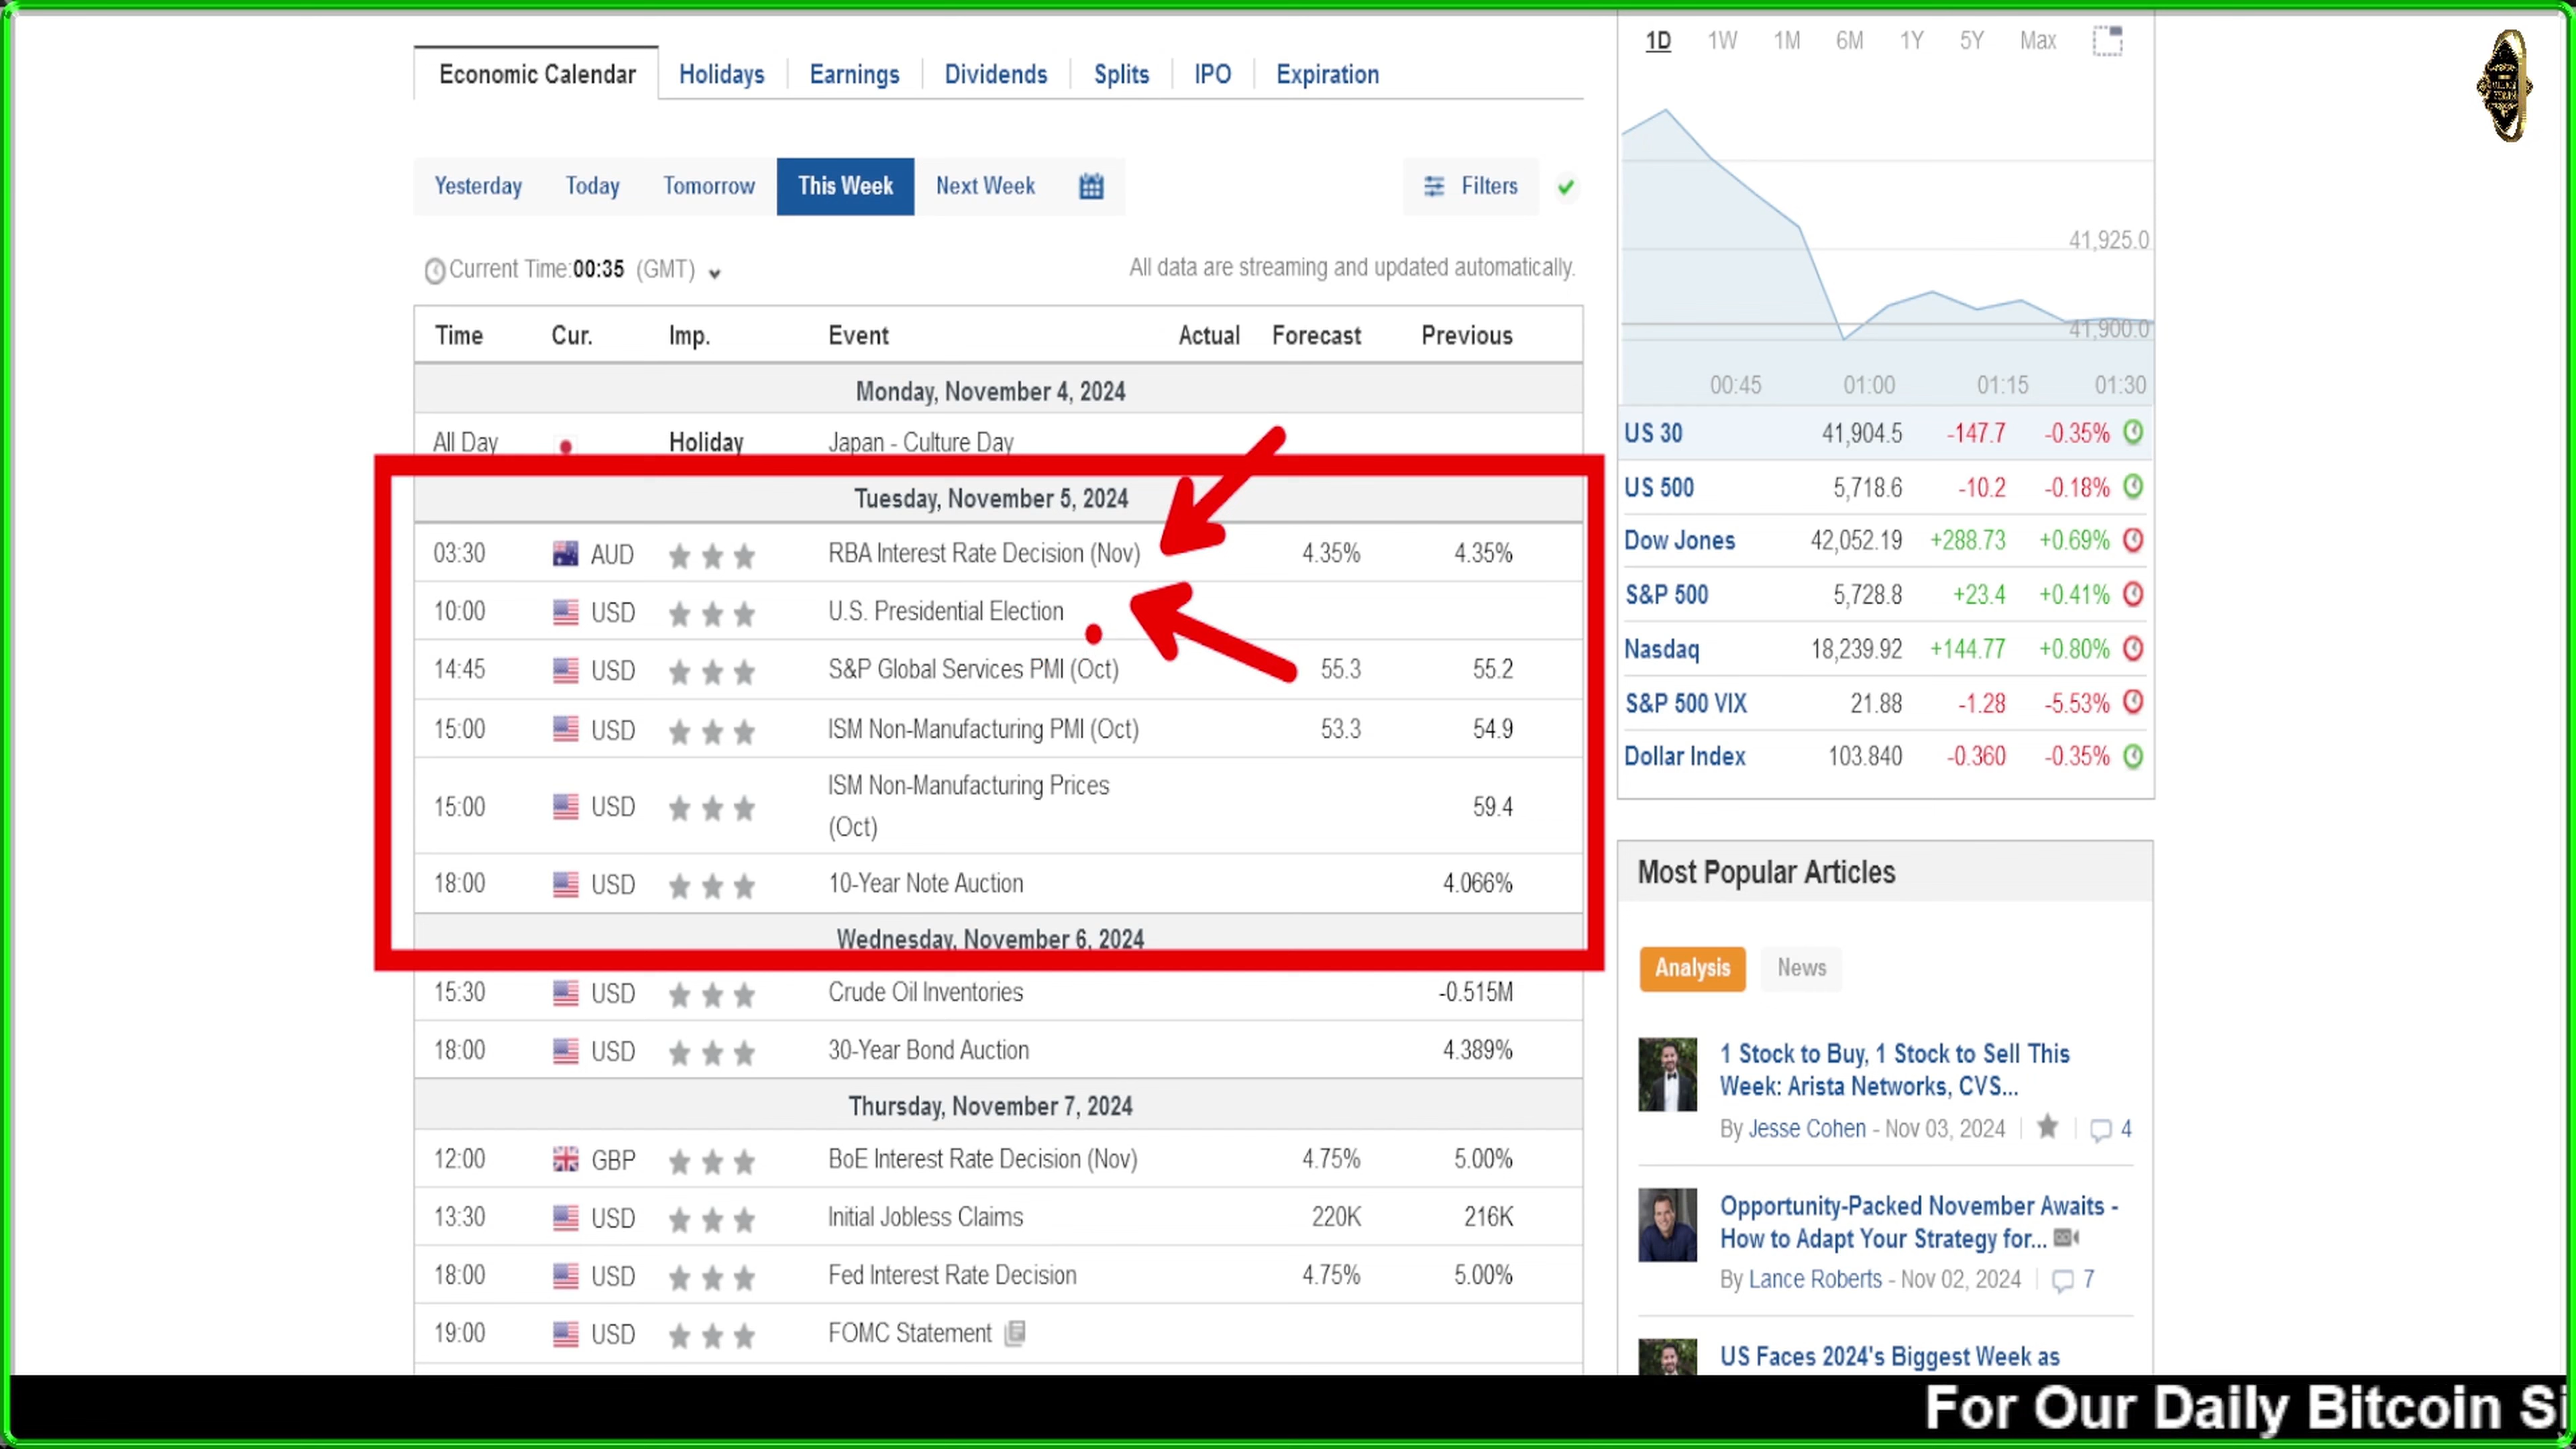 Economic Calendar Holidays Earnings Dividends Splits IPO Expiration
Yesterday Today Tomorrow This Week Next Week Filters
Current Time:00:35 (GMT) All data are streaming and updated automatically.
Time Cur. Imp. Event Actual Forecast Previous
Monday, November 4, 2024
All Day Holiday Japan - Culture Day
Tuesday, November 5, 2024
03:30 AUD RBA Interest Rate Decision (Nov) 4.35% 4.35%
10:00 USD U.S. Presidential Election
14:45 USD S&P Global Services PMI (Oct) 55.3 55.2
15:00 USD ISM Non-Manufacturing PMI (Oct) 53.3 54.9
15:00 USD ISM Non-Manufacturing Prices
(Oct) 59.4
18:00 USD 10-Year Note Auction 4.066%
Wednesday, November 6, 2024
15:30 USD Crude Oil Inventories -0.515M
18:00 USD 30-Year Bond Auction 4.389%
Thursday, November 7, 2024
12:00 GBP BoE Interest Rate Decision (Nov) 4.75% 5.00%
13:30 USD Initial Jobless Claims 220K 216K
18:00 USD Fed Interest Rate Decision 4.75% 5.00%
19:00 USD FOMC Statement
1D 1W 1M 6M 1Y 5Y Max
41,925.0
41,900.0
00:45 01:00 01:15 01:30
US 30 41,904.5 -147.7 -0.35%
US 500 5,718.6 -10.2 -0.18%
Dow Jones 42,052.19 +288.73 +0.69%
S&P 500 5,728.8 +23.4 +0.41%
Nasdaq 18,239.92 +144.77 +0.80%
S&P 500 VIX 21.88 -1.28 -5.53%
Dollar Index 103.840 -0.360 -0.35%
Most Popular Articles
Analysis News
1 Stock to Buy, 1 Stock to Sell This
Week: Arista Networks, CVS...
By Jesse Cohen - Nov 03, 2024 4
Opportunity-Packed November Awaits -
How to Adapt Your Strategy for...
By Lance Roberts - Nov 02, 2024 7
US Faces 2024's Biggest Week as
For Our Daily Bitcoin